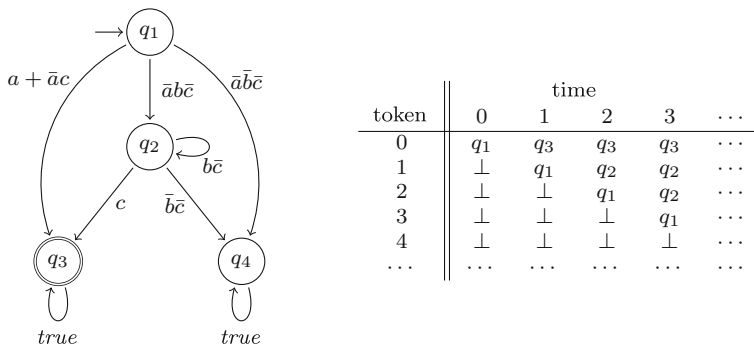 q₁
a + āc
āb̄c̄
ābc̄
q₂
bc̄
c
b̄c̄
q₃
q₄
true
true
time
token 0 1 2 3 ⋯
0 q₁ q₃ q₃ q₃ ⋯
1 ⊥ q₁ q₂ q₂ ⋯
2 ⊥ ⊥ q₁ q₂ ⋯
3 ⊥ ⊥ ⊥ q₁ ⋯
4 ⊥ ⊥ ⊥ ⊥ ⋯
⋯ ⋯ ⋯ ⋯ ⋯ ⋯